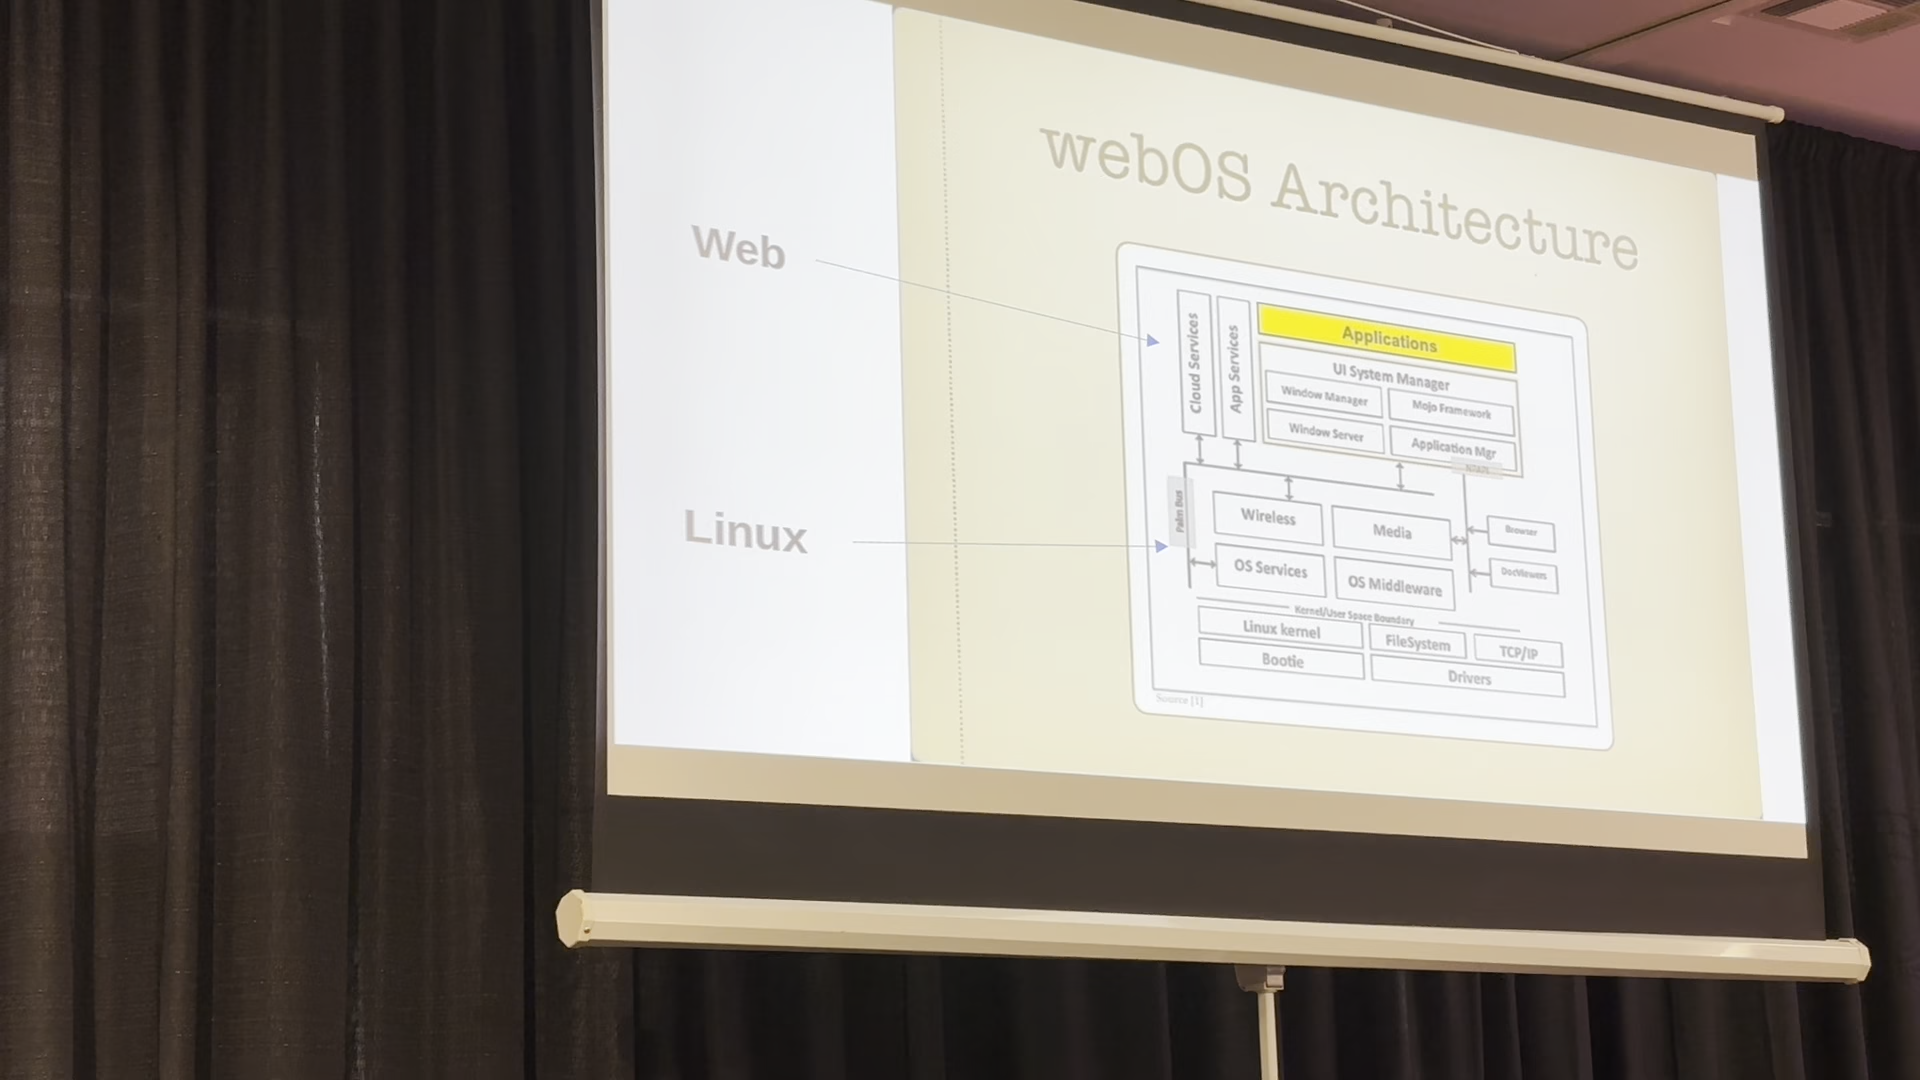 webOS Architecture
Web
Linux
Cloud Services
App Services
Applications
UI System Manager
Window Manager
Mojo Framework
Window Server
Application Mgr
Palm Bus
Wireless
Media
Browser
OS Services
OS Middleware
DocViewers
Kernel/User Space Boundary
Linux kernel
FileSystem
TCP/IP
Bootie
Drivers
Source [1]